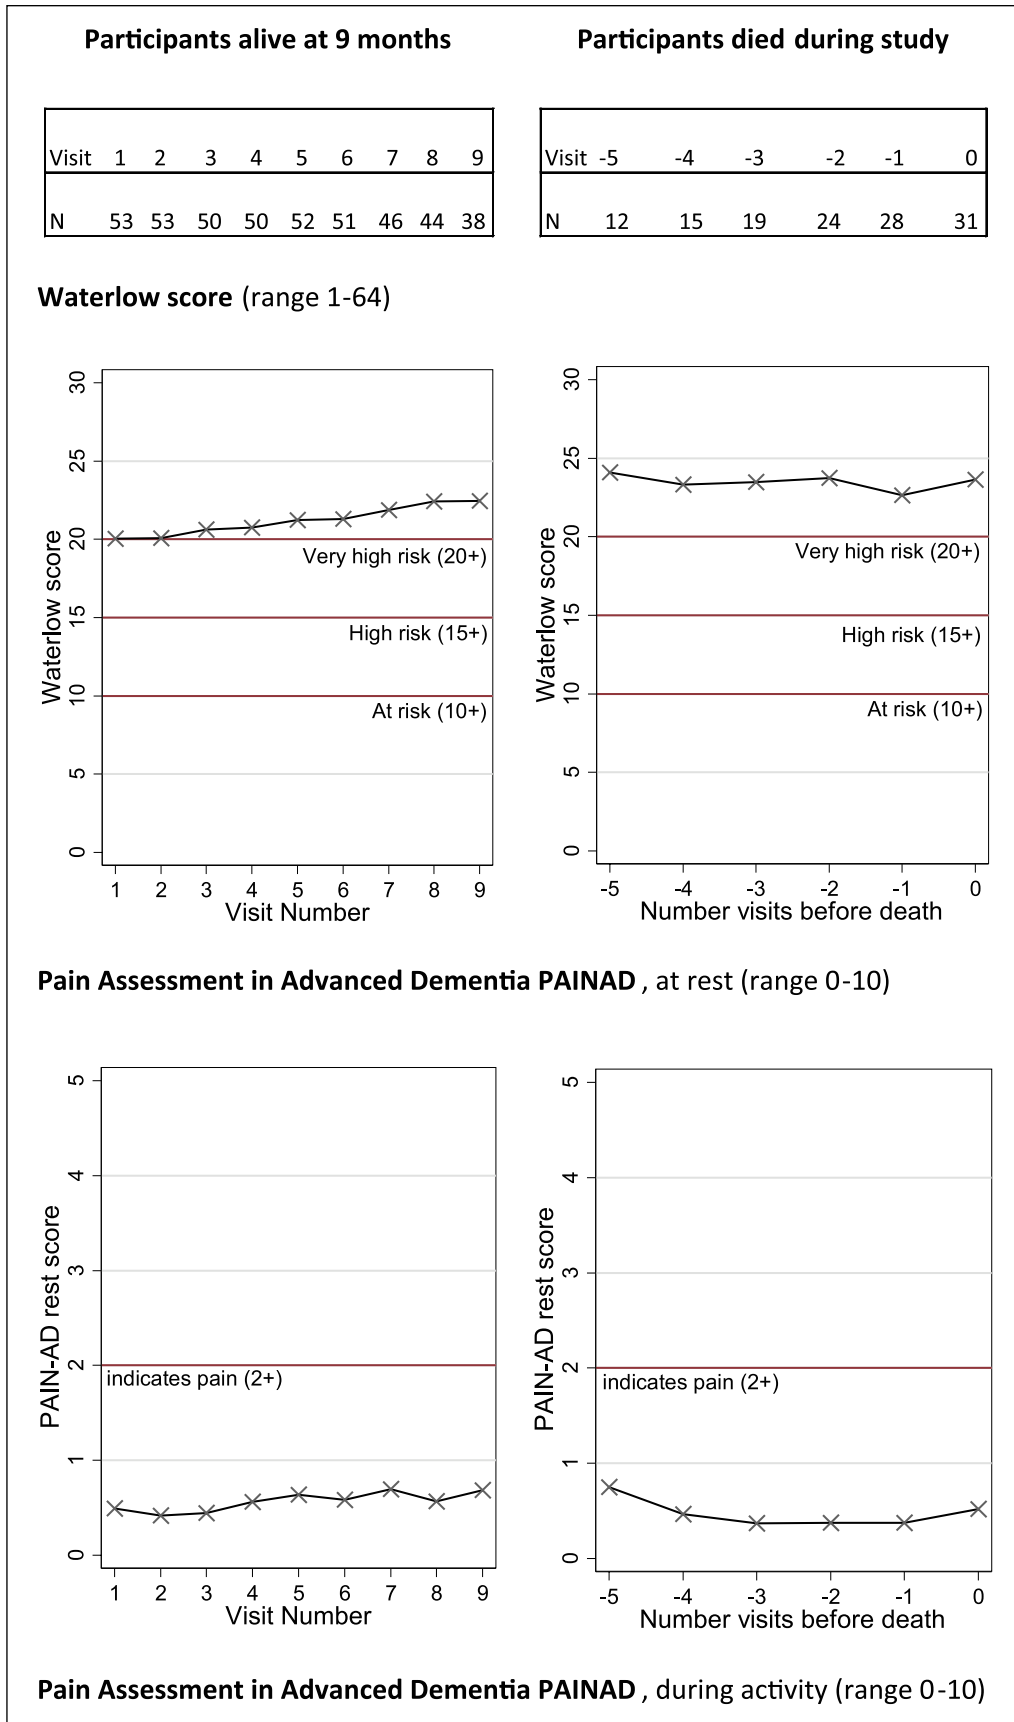 Participants alive at 9 months
Participants died during study
Visit 1 2 3 4 5 6 7 8 9
N 53 53 50 50 52 51 46 44 38
Visit -5 -4 -3 -2 -1 0
N 12 15 19 24 28 31
Waterlow score (range 1-64)
Waterlow score
30
25
20
15
10
5
0
Very high risk (20+)
High risk (15+)
At risk (10+)
1 2 3 4 5 6 7 8 9
Visit Number
Waterlow score
30
25
20
15
10
5
0
Very high risk (20+)
High risk (15+)
At risk (10+)
-5 -4 -3 -2 -1 0
Number visits before death
Pain Assessment in Advanced Dementia PAINAD , at rest (range 0-10)
PAIN-AD rest score
5
4
3
2
1
0
indicates pain (2+)
1 2 3 4 5 6 7 8 9
Visit Number
PAIN-AD rest score
5
4
3
2
1
0
indicates pain (2+)
-5 -4 -3 -2 -1 0
Number visits before death
Pain Assessment in Advanced Dementia PAINAD , during activity (range 0-10)